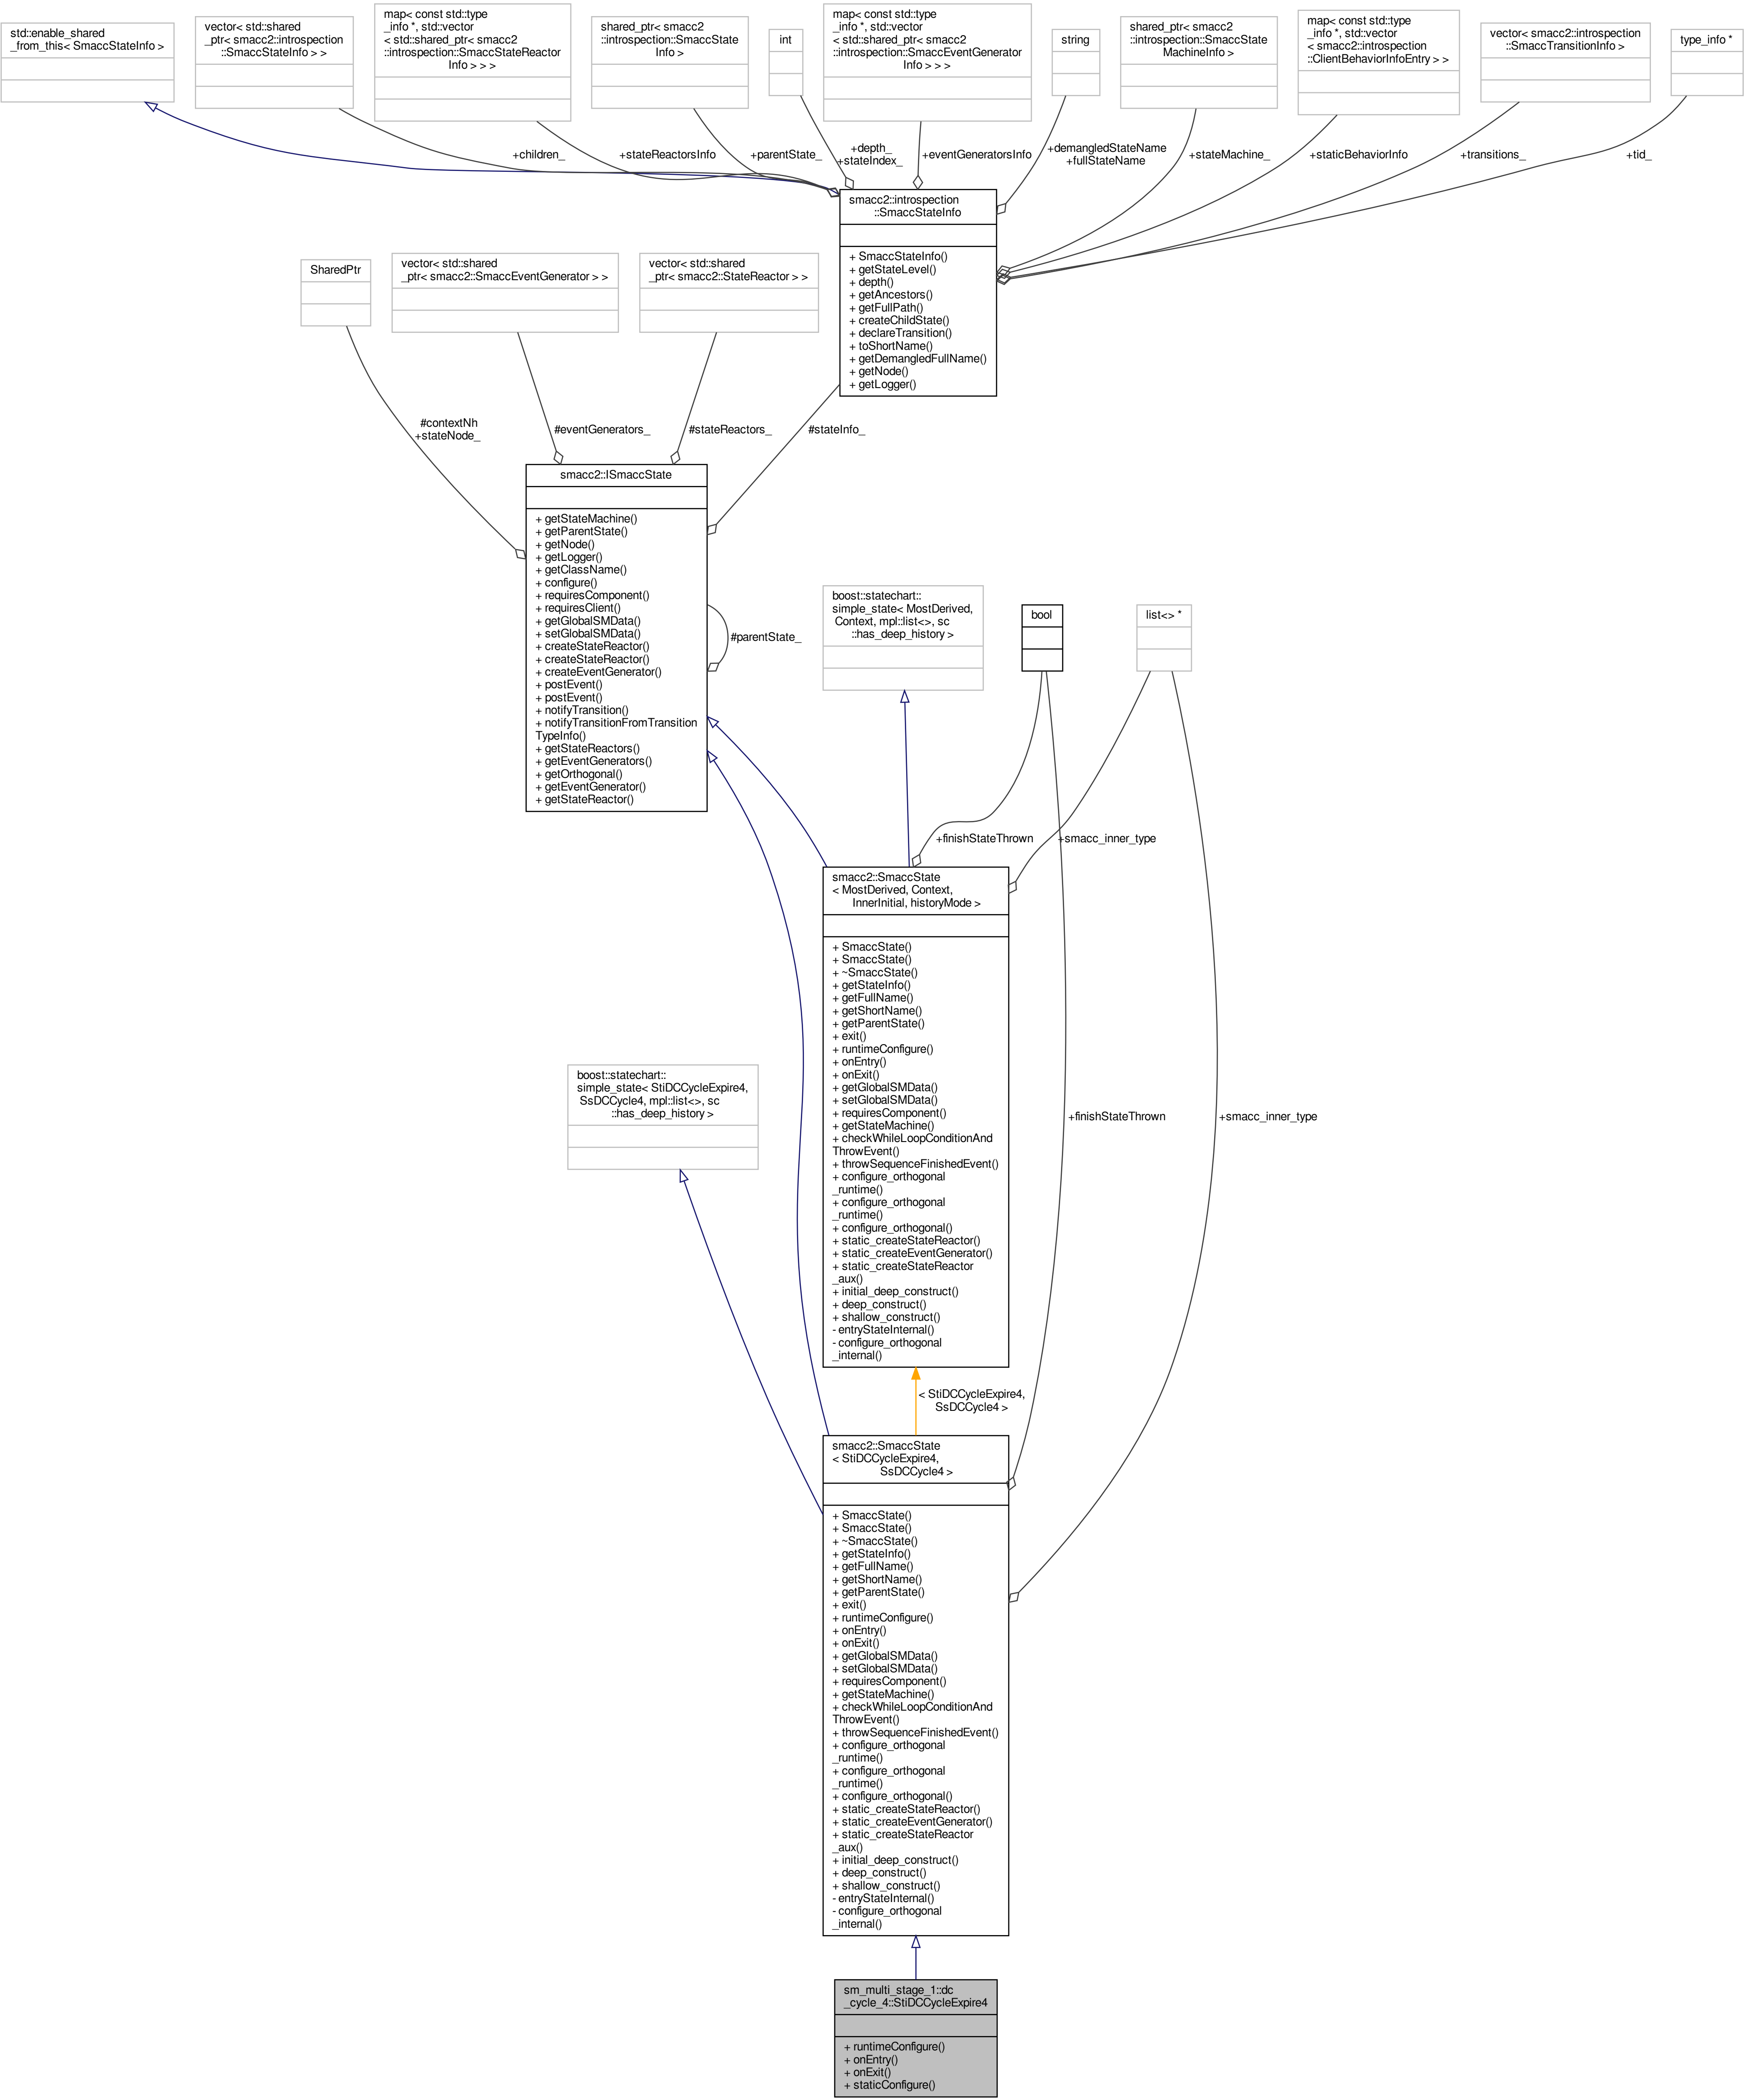 std::enable_shared
_from_this< SmaccStateInfo >
vector< std::shared
_ptr< smacc2::introspection
::SmaccStateInfo > >
map< const std::type
_info *, std::vector
< std::shared_ptr< smacc2
::introspection::SmaccStateReactor
Info > > >
shared_ptr< smacc2
::introspection::SmaccState
Info >
int
map< const std::type
_info *, std::vector
< std::shared_ptr< smacc2
::introspection::SmaccEventGenerator
Info > > >
string
shared_ptr< smacc2
::introspection::SmaccState
MachineInfo >
map< const std::type
_info *, std::vector
< smacc2::introspection
::ClientBehaviorInfoEntry > >
vector< smacc2::introspection
::SmaccTransitionInfo >
type_info *
+children_
+stateReactorsInfo
+parentState_
+depth_
+stateIndex_
+eventGeneratorsInfo
+demangledStateName
+fullStateName
+stateMachine_
+staticBehaviorInfo
+transitions_
+tid_
smacc2::introspection
::SmaccStateInfo
+ SmaccStateInfo()
+ getStateLevel()
+ depth()
+ getAncestors()
+ getFullPath()
+ createChildState()
+ declareTransition()
+ toShortName()
+ getDemangledFullName()
+ getNode()
+ getLogger()
SharedPtr
vector< std::shared
_ptr< smacc2::SmaccEventGenerator > >
vector< std::shared
_ptr< smacc2::StateReactor > >
#contextNh
+stateNode_
#eventGenerators_
#stateReactors_
#stateInfo_
smacc2::ISmaccState
+ getStateMachine()
+ getParentState()
+ getNode()
+ getLogger()
+ getClassName()
+ configure()
+ requiresComponent()
+ requiresClient()
+ getGlobalSMData()
+ setGlobalSMData()
+ createStateReactor()
+ createStateReactor()
+ createEventGenerator()
+ postEvent()
+ postEvent()
+ notifyTransition()
+ notifyTransitionFromTransition
TypeInfo()
+ getStateReactors()
+ getEventGenerators()
+ getOrthogonal()
+ getEventGenerator()
+ getStateReactor()
#parentState_
boost::statechart::
simple_state< MostDerived,
Context, mpl::list<>, sc
::has_deep_history >
bool
list<> *
+finishStateThrown
+smacc_inner_type
smacc2::SmaccState
< MostDerived, Context,
InnerInitial, historyMode >
+ SmaccState()
+ SmaccState()
+ ~SmaccState()
+ getStateInfo()
+ getFullName()
+ getShortName()
+ getParentState()
+ exit()
+ runtimeConfigure()
+ onEntry()
+ onExit()
+ getGlobalSMData()
+ setGlobalSMData()
+ requiresComponent()
+ getStateMachine()
+ checkWhileLoopConditionAnd
ThrowEvent()
+ throwSequenceFinishedEvent()
+ configure_orthogonal
_runtime()
+ configure_orthogonal
_runtime()
+ configure_orthogonal()
+ static_createStateReactor()
+ static_createEventGenerator()
+ static_createStateReactor
_aux()
+ initial_deep_construct()
+ deep_construct()
+ shallow_construct()
- entryStateInternal()
- configure_orthogonal
_internal()
boost::statechart::
simple_state< StiDCCycleExpire4,
SsDCCycle4, mpl::list<>, sc
::has_deep_history >
+finishStateThrown
+smacc_inner_type
< StiDCCycleExpire4,
SsDCCycle4 >
smacc2::SmaccState
< StiDCCycleExpire4,
SsDCCycle4 >
+ SmaccState()
+ SmaccState()
+ ~SmaccState()
+ getStateInfo()
+ getFullName()
+ getShortName()
+ getParentState()
+ exit()
+ runtimeConfigure()
+ onEntry()
+ onExit()
+ getGlobalSMData()
+ setGlobalSMData()
+ requiresComponent()
+ getStateMachine()
+ checkWhileLoopConditionAnd
ThrowEvent()
+ throwSequenceFinishedEvent()
+ configure_orthogonal
_runtime()
+ configure_orthogonal
_runtime()
+ configure_orthogonal()
+ static_createStateReactor()
+ static_createEventGenerator()
+ static_createStateReactor
_aux()
+ initial_deep_construct()
+ deep_construct()
+ shallow_construct()
- entryStateInternal()
- configure_orthogonal
_internal()
sm_multi_stage_1::dc
_cycle_4::StiDCCycleExpire4
+ runtimeConfigure()
+ onEntry()
+ onExit()
+ staticConfigure()